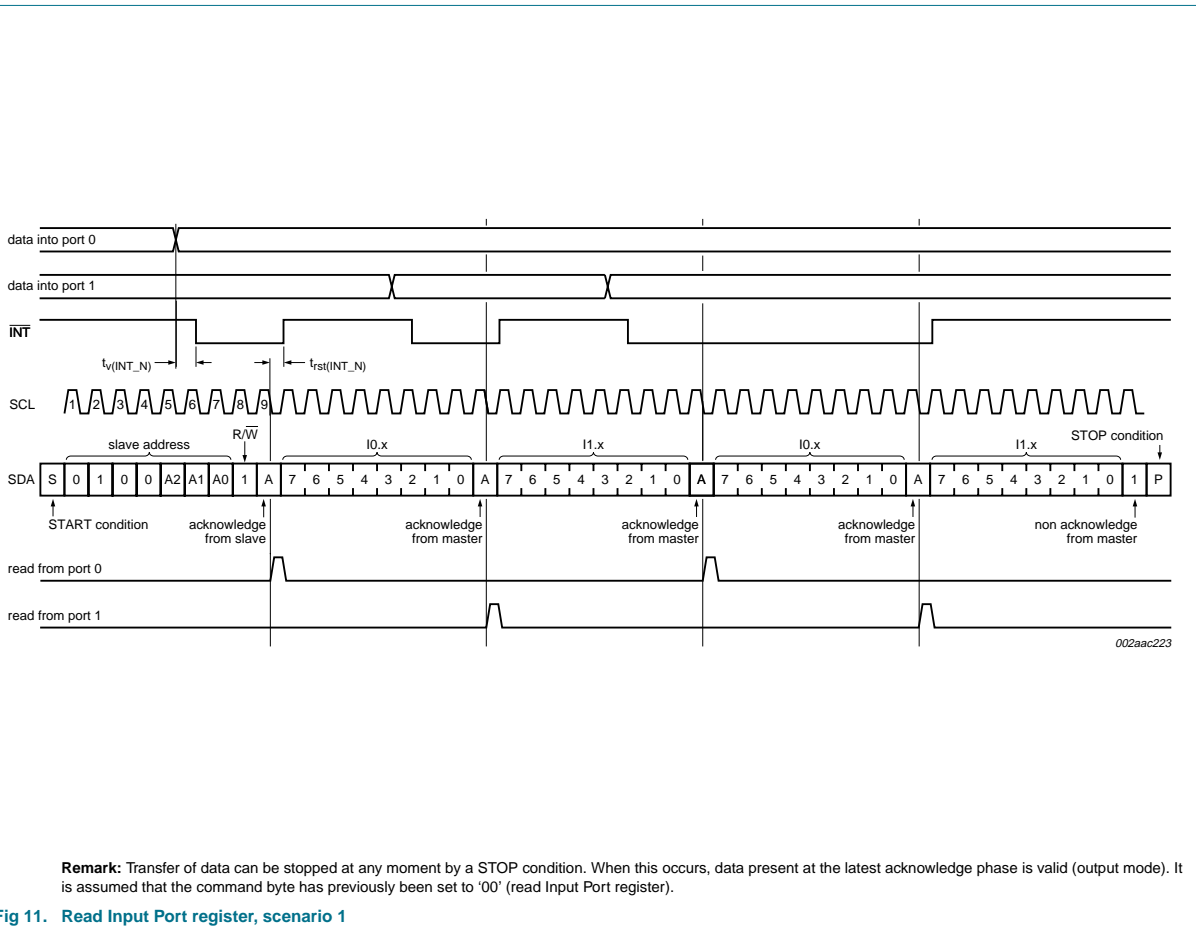 data into port 0
data into port 1
INT
tv(INT_N)
trst(INT_N)
SCL 1 2 3 4 5 6 7 8 9
R/W
STOP condition
slave address I0.x I1.x I0.x I1.x
SDA S 0 1 0 0 A2 A1 A0 1 A 7 6 5 4 3 2 1 0 A 7 6 5 4 3 2 1 0 A 7 6 5 4 3 2 1 0 A 7 6 5 4 3 2 1 0 1 P
START condition
acknowledge
from slave
acknowledge
from master
acknowledge
from master
acknowledge
from master
non acknowledge
from master
read from port 0
read from port 1
002aac223
Remark: Transfer of data can be stopped at any moment by a STOP condition. When this occurs, data present at the latest acknowledge phase is valid (output mode). It
is assumed that the command byte has previously been set to ‘00’ (read Input Port register).
ig 11. Read Input Port register, scenario 1